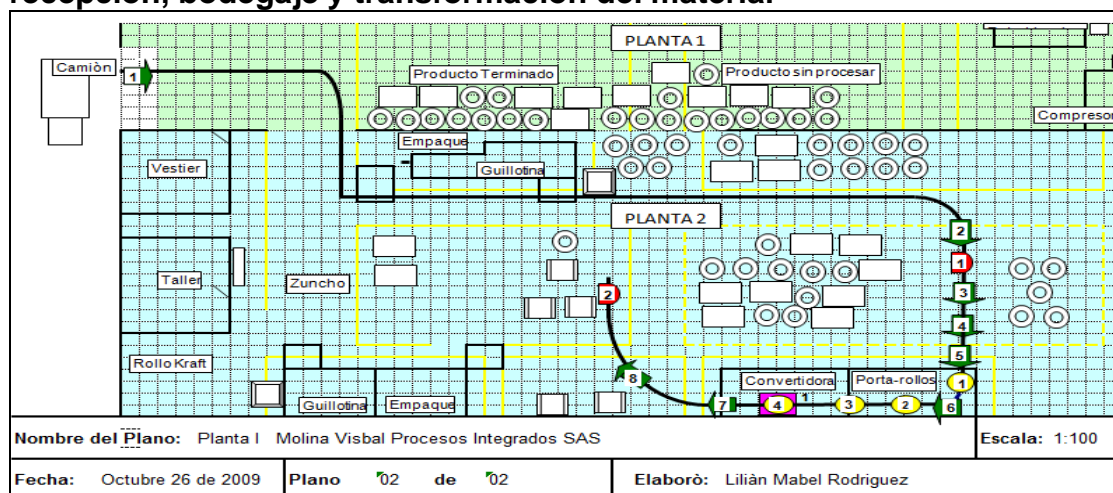 recepción, bodegaje y transformación del material
PLANTA 1
Camiòn
1
Producto Terminado
Producto sin procesar
Compresor
Empaque
Vestier
Guillotina
PLANTA 2
2
1
Taller
Zuncho
2
3
4
5
Rollo Kraft
8
Convertidora
Porta-rollos
1
Guillotina
Empaque
7
4
1
3
2
6
Nombre del Plano: Planta I Molina Visbal Procesos Integrados SAS
Escala: 1:100
Fecha: Octubre 26 de 2009
Plano 02 de 02
Elaborò: Liliàn Mabel Rodriguez